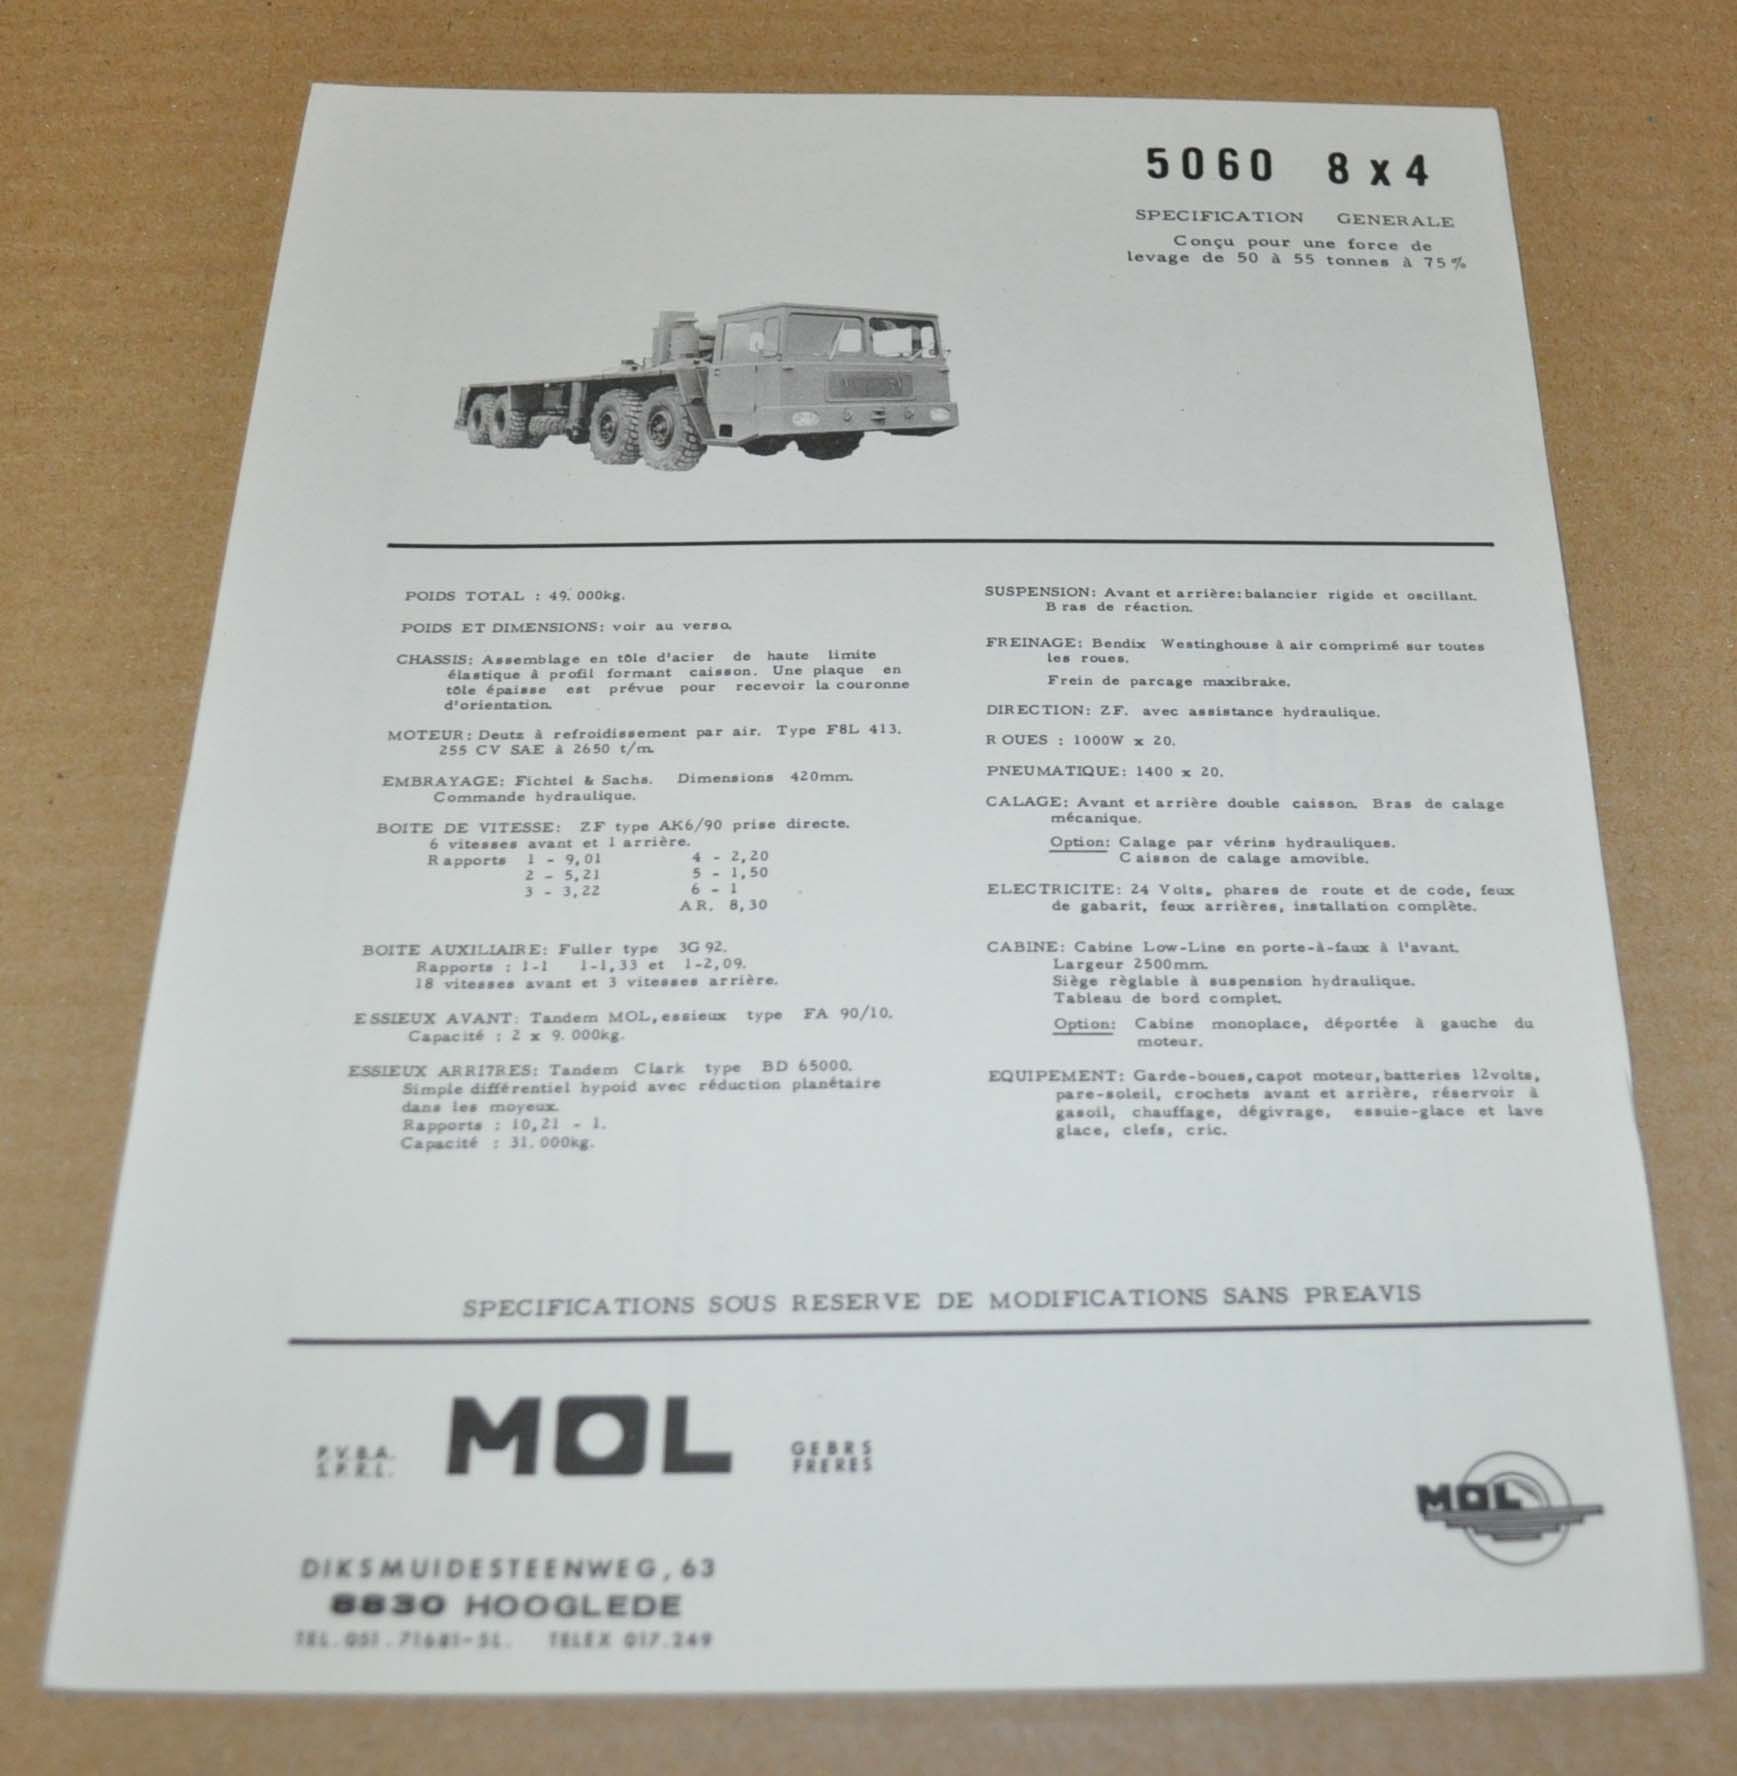 5060 8 x 4
SPECIFICATION GENERALE
Conçu pour une force de
levage de 50 à 55 tonnes à 75%
POIDS TOTAL : 49.000kg.
POIDS ET DIMENSIONS: voir au verso.
CHASSIS: Assemblage en tôle d'acier de haute limite
élastique à profil formant caisson. Une plaque en
tôle épaisse est prévue pour recevoir la couronne
d'orientation.
MOTEUR: Deutz à refroidissement par air. Type F8L 413.
255 CV SAE à 2650 t/m.
EMBRAYAGE: Fichtel & Sachs. Dimensions 420mm.
Commande hydraulique.
BOITE DE VITESSE: ZF type AK6/90 prise directe.
6 vitesses avant et 1 arrière.
Rapports 1 - 9,01 4 - 2,20
2 - 5,21 5 - 1,50
3 - 3,22 6 - 1
AR. 8,30
BOITE AUXILIAIRE: Fuller type 3G 92.
Rapports : 1-1 1-1,33 et 1-2,09.
18 vitesses avant et 3 vitesses arrière.
ESSIEUX AVANT: Tandem MOL, essieux type FA 90/10.
Capacité : 2 x 9.000kg.
ESSIEUX ARRI7RES: Tandem Clark type BD 65000.
Simple différentiel hypoid avec réduction planétaire
dans les moyeux.
Rapports : 10,21 - 1.
Capacité : 31.000kg.
SUSPENSION: Avant et arrière: balancier rigide et oscillant.
Bras de réaction.
FREINAGE: Bendix Westinghouse à air comprimé sur toutes
les roues.
Frein de parcage maxibrake.
DIRECTION: ZF. avec assistance hydraulique.
ROUES : 1000W x 20.
PNEUMATIQUE: 1400 x 20.
CALAGE: Avant et arrière double caisson. Bras de calage
mécanique.
Option: Calage par vérins hydrauliques.
Caisson de calage amovible.
ELECTRICITE: 24 Volts, phares de route et de code, feux
de gabarit, feux arrières, installation complète.
CABINE: Cabine Low-Line en porte-à-faux à l'avant.
Largeur 2500mm.
Siège règlable à suspension hydraulique.
Tableau de bord complet.
Option: Cabine monoplace, déportée à gauche du
moteur.
EQUIPEMENT: Garde-boues, capot moteur, batteries 12volts,
pare-soleil, crochets avant et arrière, réservoir à
gasoil, chauffage, dégivrage, essuie-glace et lave
glace, clefs, cric.
SPECIFICATIONS SOUS RESERVE DE MODIFICATIONS SANS PREAVIS
P.V.B.A.
S.P.R.L.
MOL
GEBRS
FRERES
MOL
DIKSMUIDESTEENWEG, 63
8830 HOOGLEDE
TEL. 051. TELEX 017.249